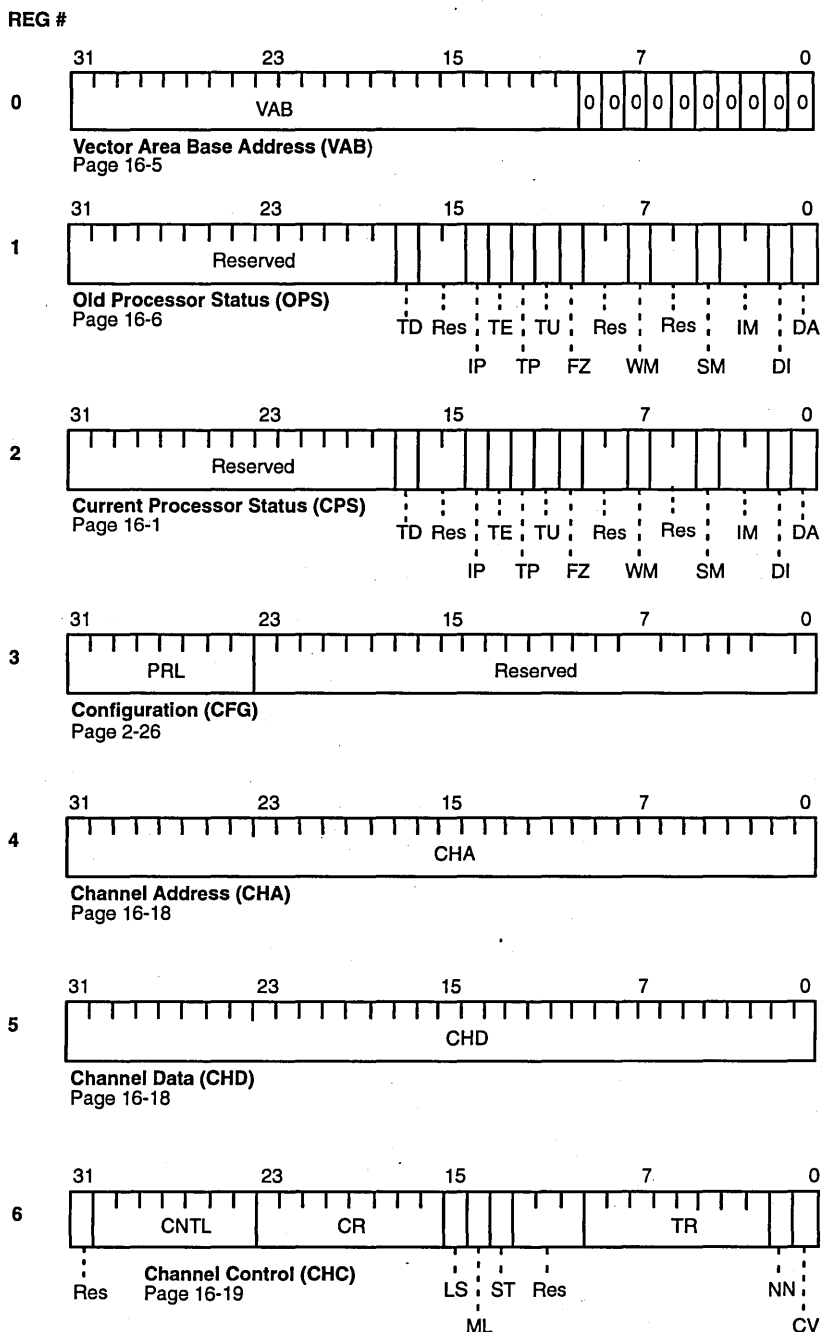 REG #
31 23 15 7 0
0
VAB
0 0 0 0 0 0 0 0 0 0
Vector Area Base Address (VAB)
Page 16-5
31 23 15 7 0
1
Reserved
Old Processor Status (OPS)
Page 16-6
TD Res TE TU Res Res IM DA
IP TP FZ WM SM DI
31 23 15 7 0
2
Reserved
Current Processor Status (CPS)
Page 16-1
TD Res TE TU Res Res IM DA
IP TP FZ WM SM DI
31 23 15 7 0
3
PRL Reserved
Configuration (CFG)
Page 2-26
31 23 15 7 0
4
CHA
Channel Address (CHA)
Page 16-18
31 23 15 7 0
5
CHD
Channel Data (CHD)
Page 16-18
31 23 15 7 0
6
CNTL CR TR
Channel Control (CHC)
Page 16-19
Res LS ST Res NN
ML CV